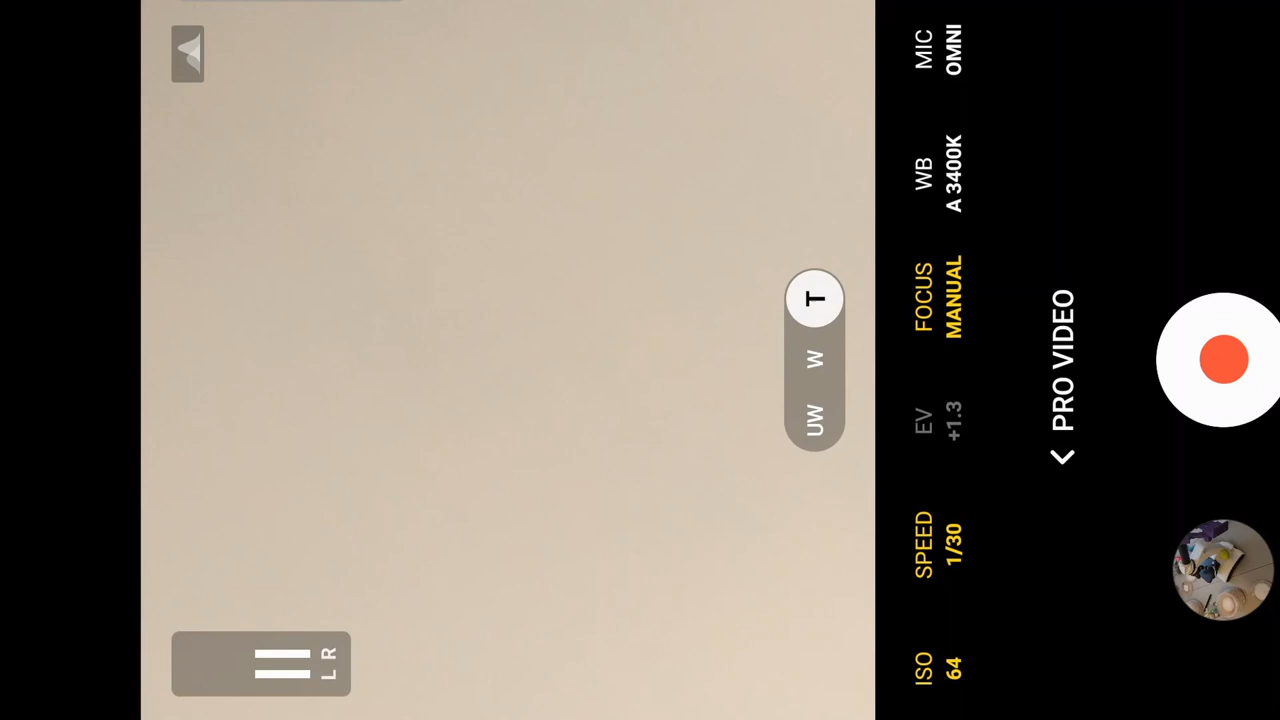 T
W
UW
L R
ISO
64
SPEED
1/30
EV
+1.3
FOCUS
MANUAL
WB
A 3400K
MIC
OMNI
< PRO VIDEO